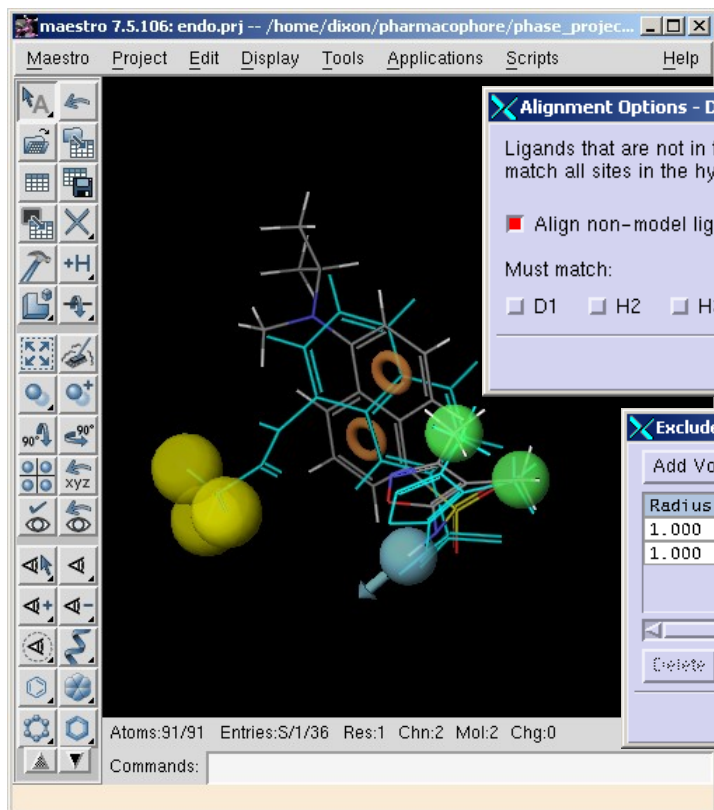 maestro 7.5.106: endo.prj -- /home/dixon/pharmacophore/phase_projec...
Maestro Project Edit Display Tools Applications Scripts Help
A
+H
90° 90°
xyz
Alignment Options - D
Ligands that are not in
match all sites in the hy
Align non-model lig
Must match:
D1 H2 H
Exclude
Add Vo
Radius
1.000
1.000
Delete
Atoms:91/91 Entries:S/1/36 Res:1 Chn:2 Mol:2 Chg:0
Commands: